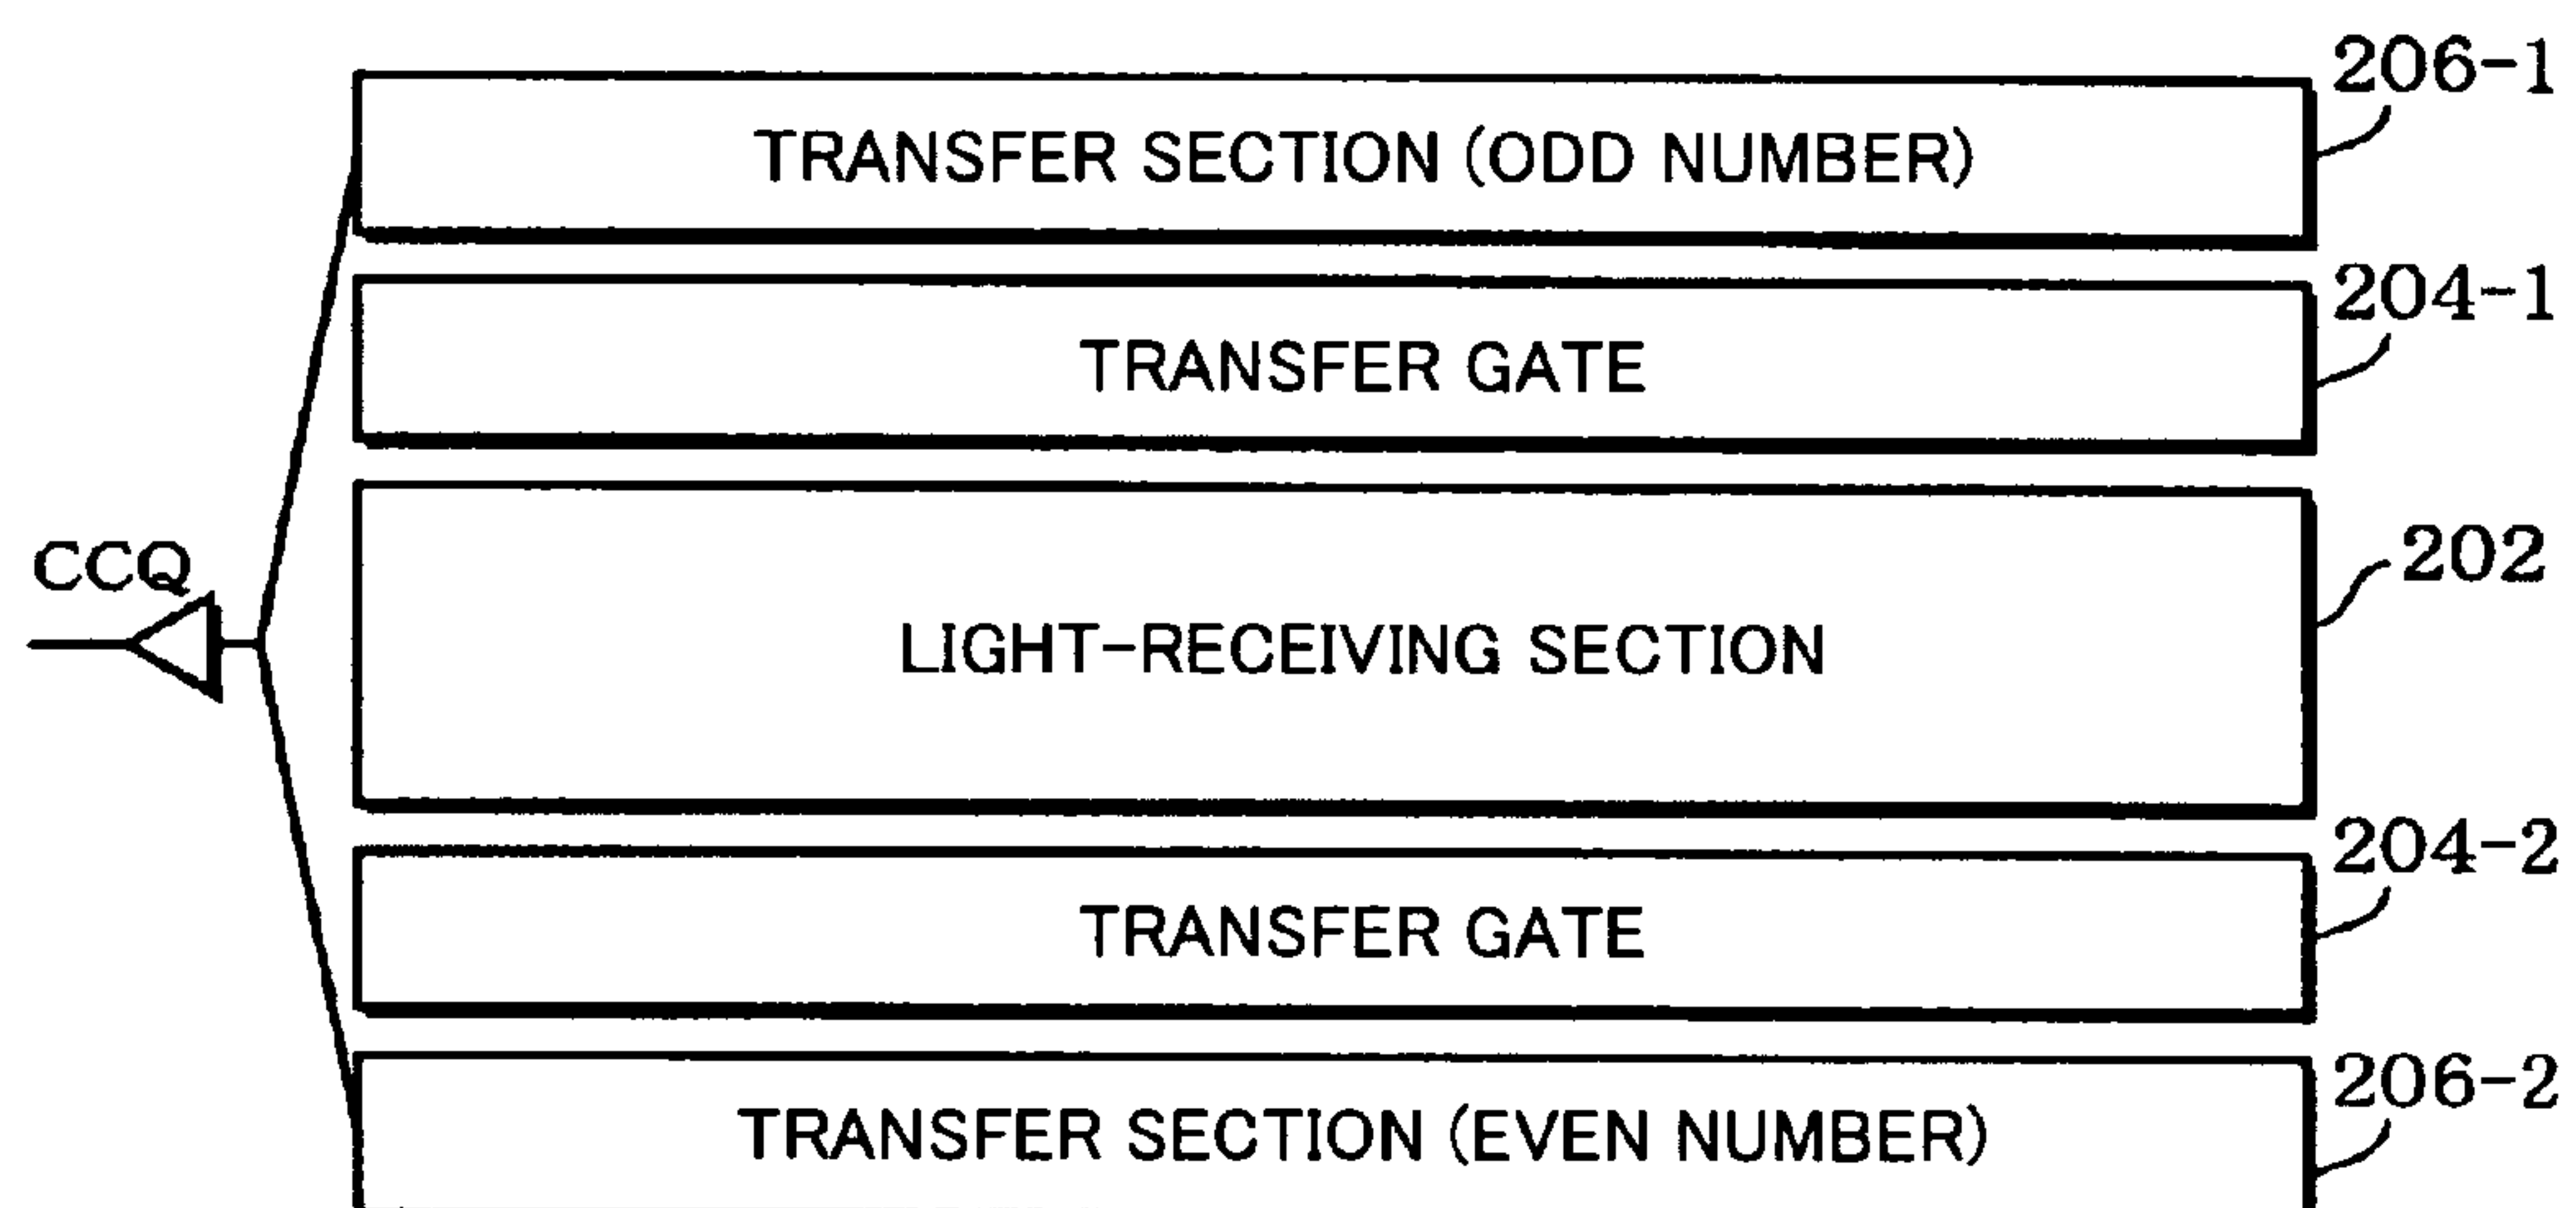 206-1
TRANSFER SECTION (ODD NUMBER)
204-1
TRANSFER GATE
CCQ
202
LIGHT-RECEIVING SECTION
204-2
TRANSFER GATE
206-2
TRANSFER SECTION (EVEN NUMBER)